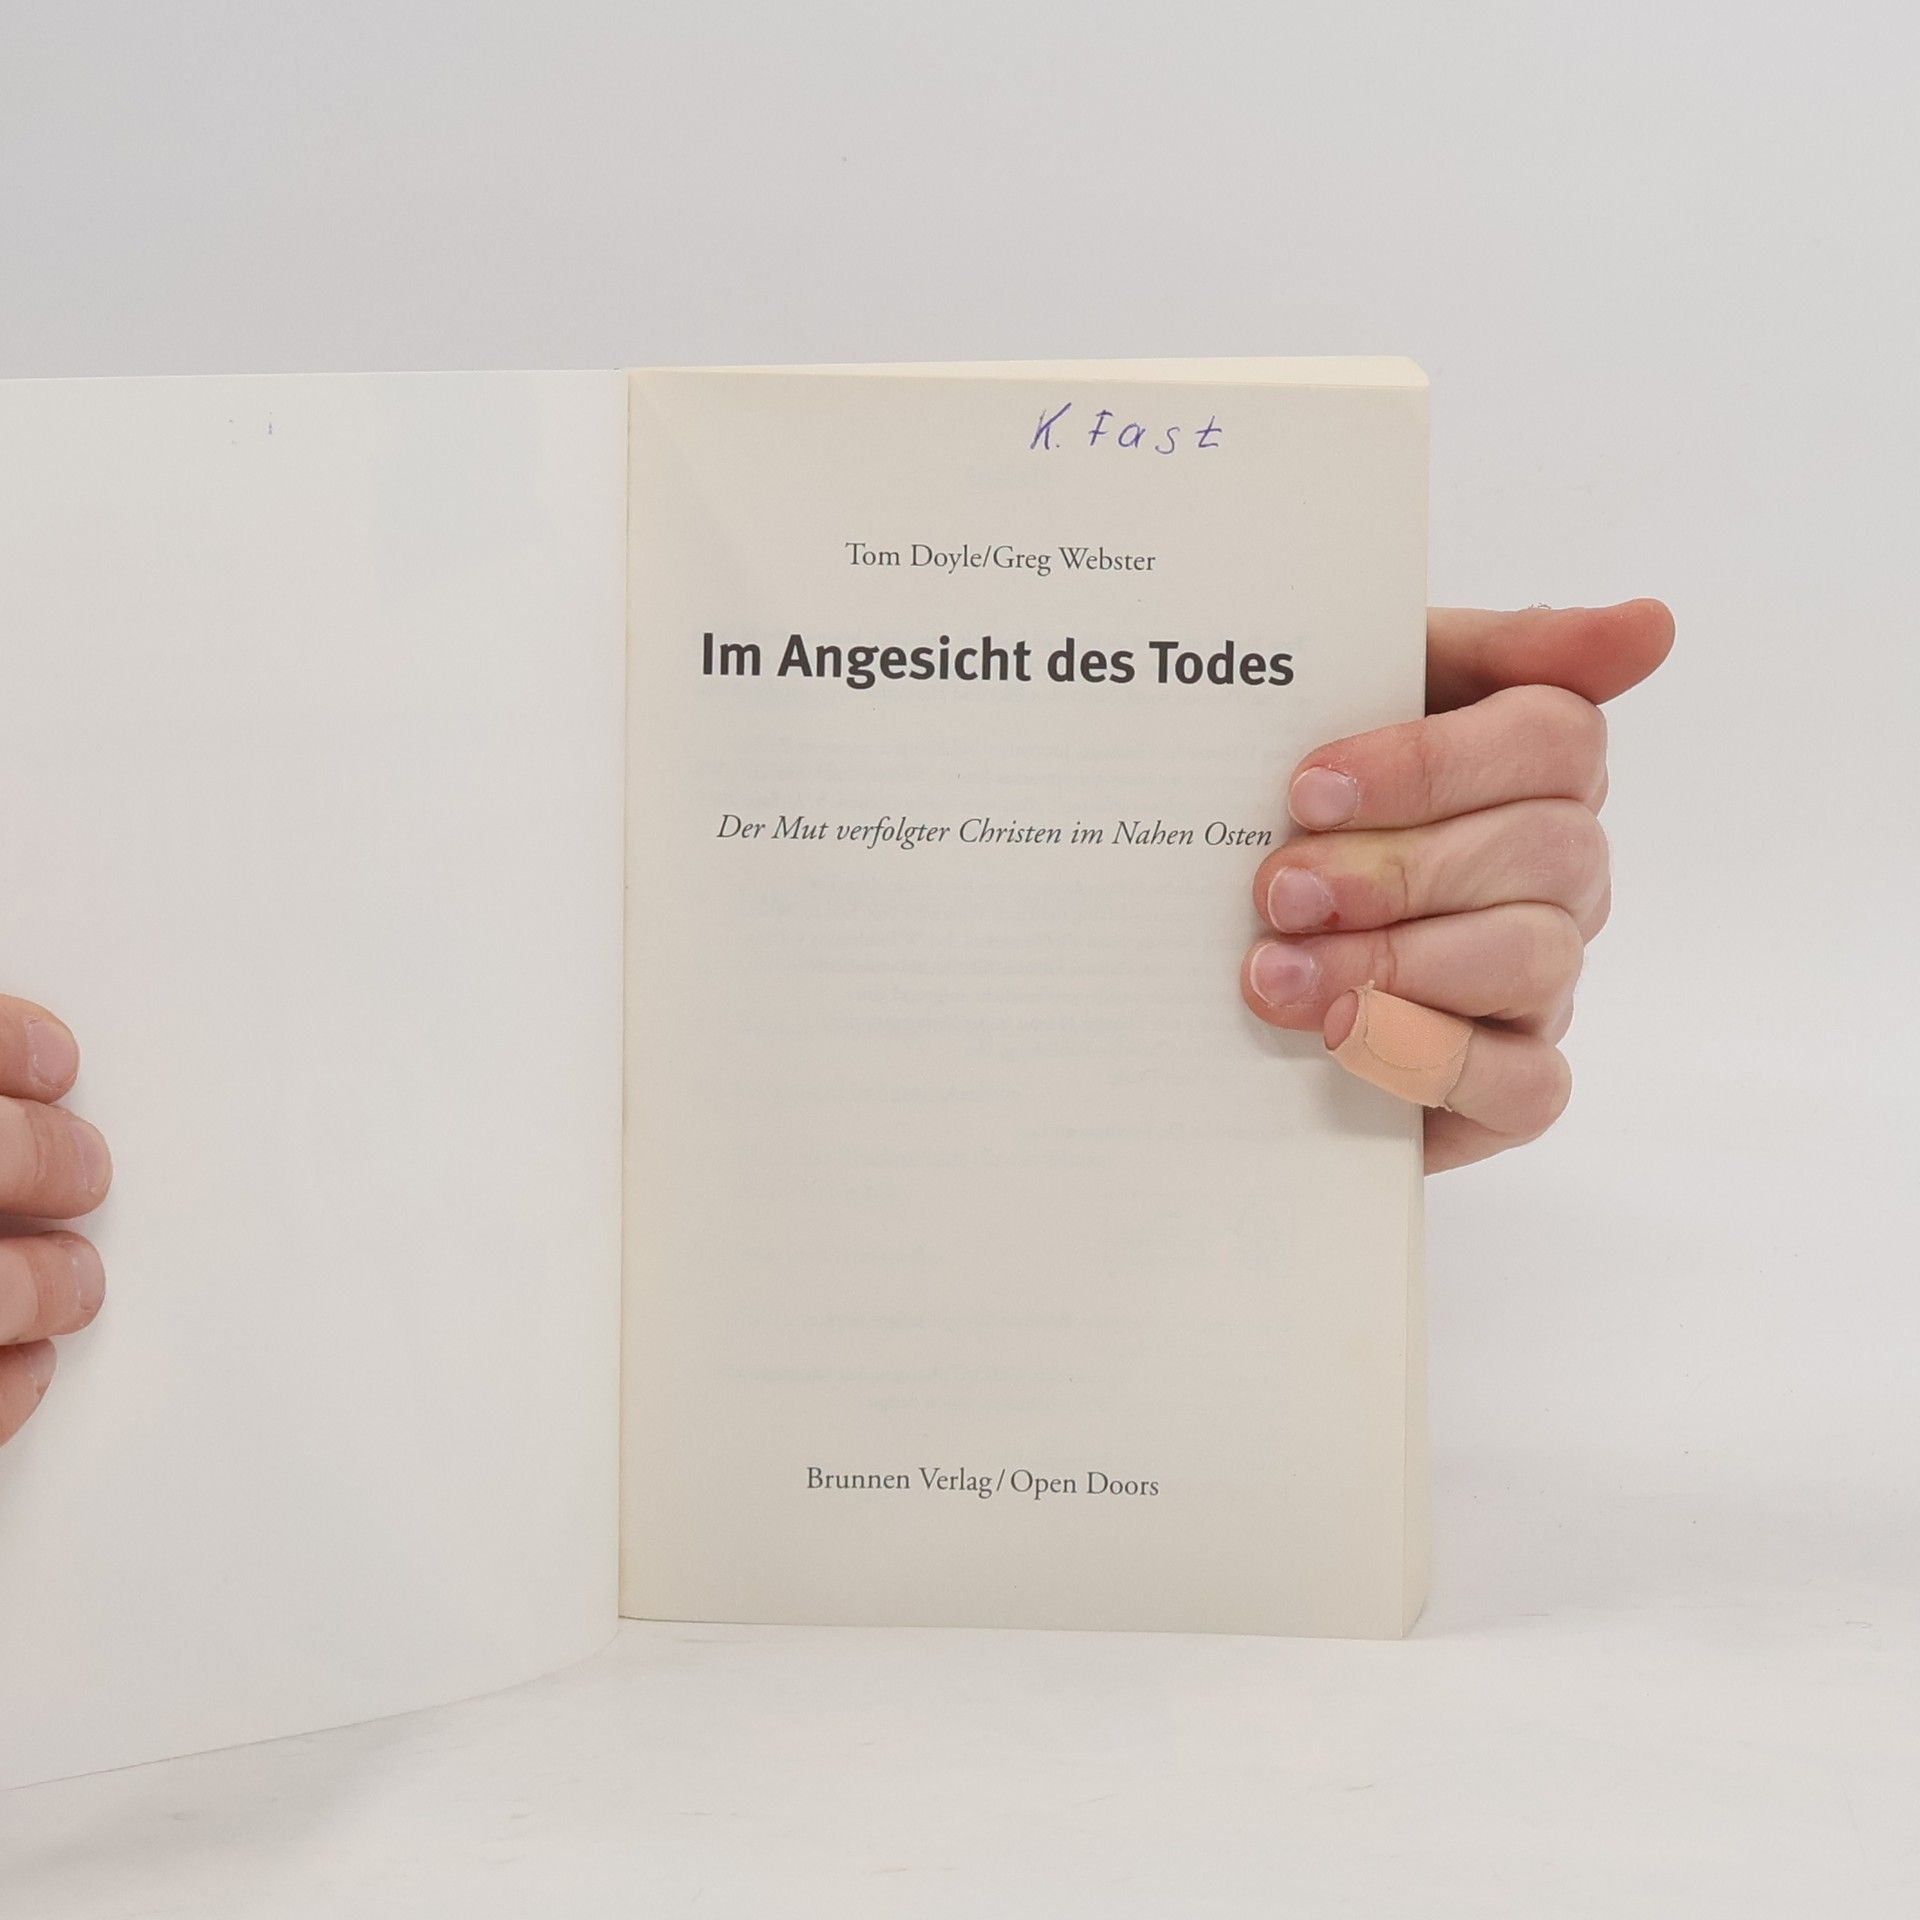 K. Fast
Tom Doyle/Greg Webster
Im Angesicht des Todes
Der Mut verfolgter Christen im Nahen Osten
Brunnen Verlag/Open Doors